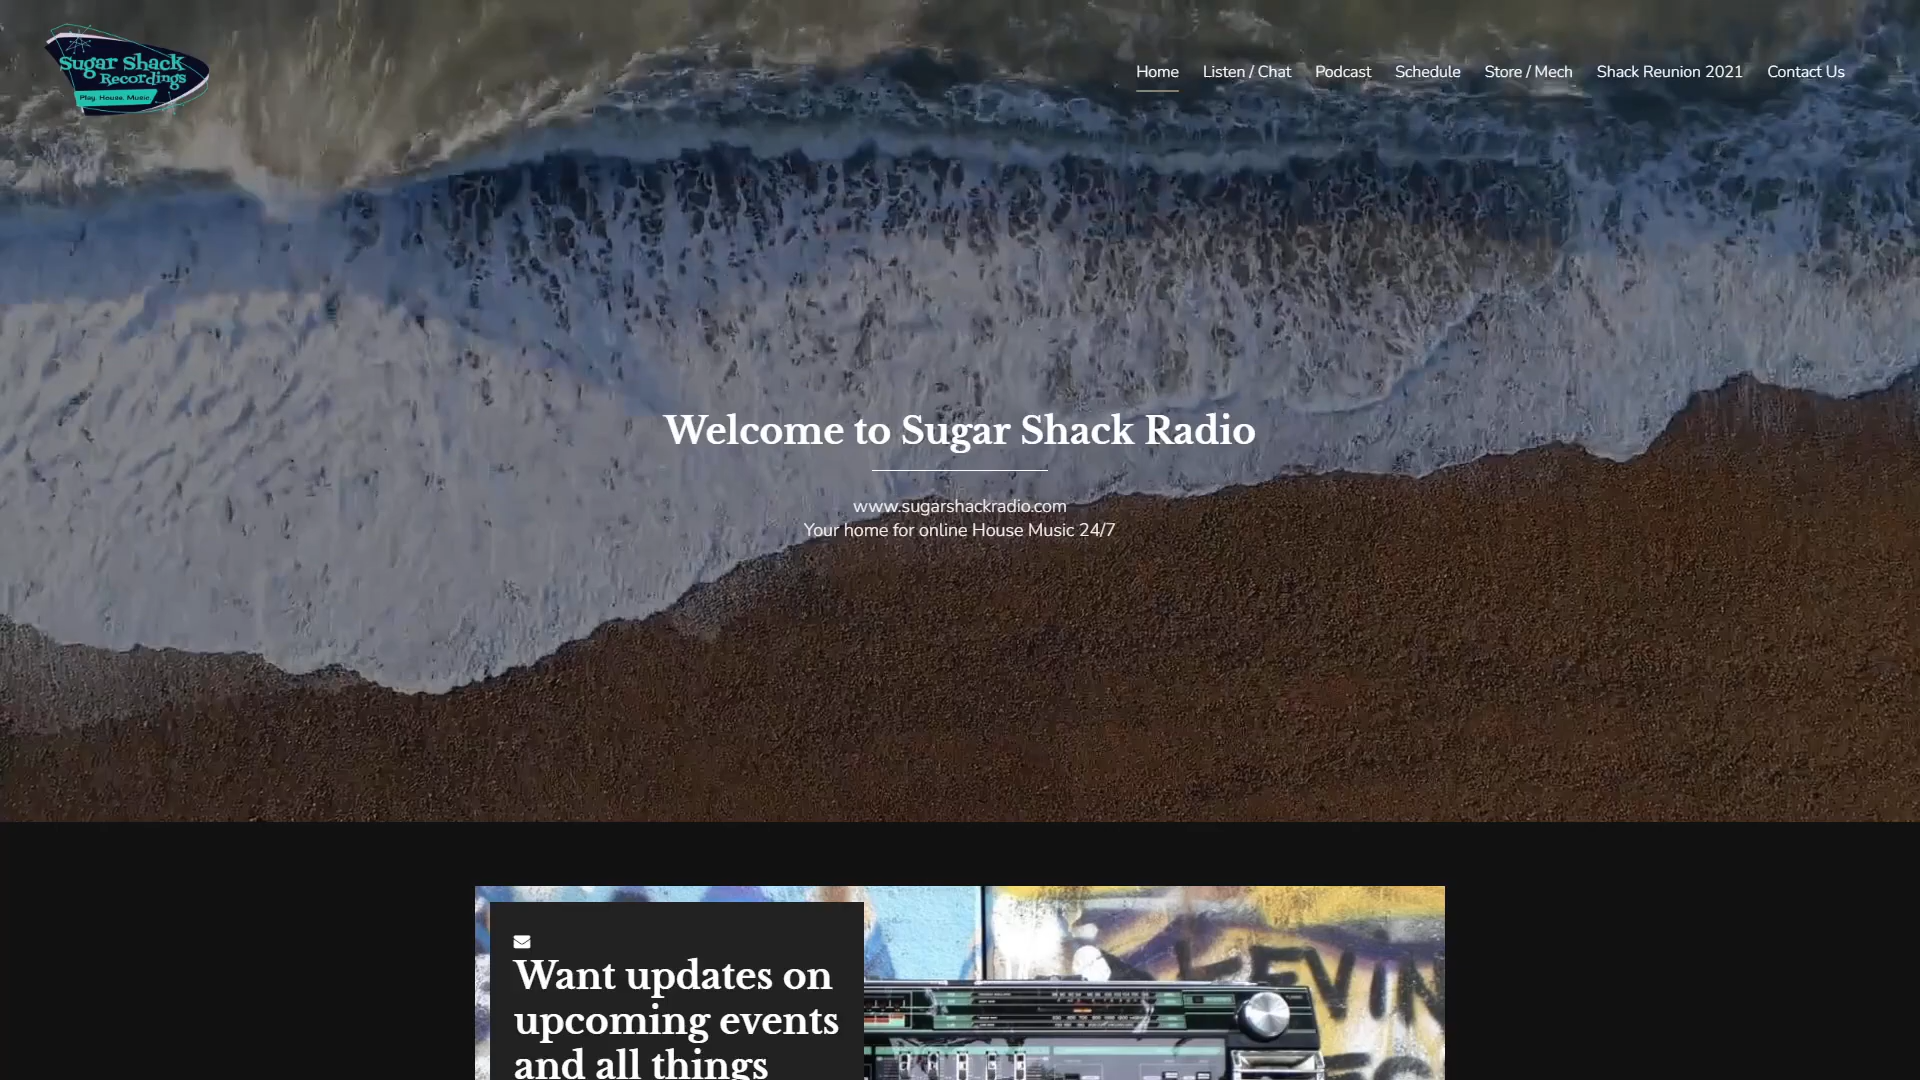 Sugar Shack
Recordings
Play. House. Music.
Home
Listen / Chat
Podcast
Schedule
Store / Mech
Shack Reunion 2021
Contact Us
Welcome to Sugar Shack Radio
www.sugarshackradio.com
Your home for online House Music 24/7
Want updates on
upcoming events
and all things